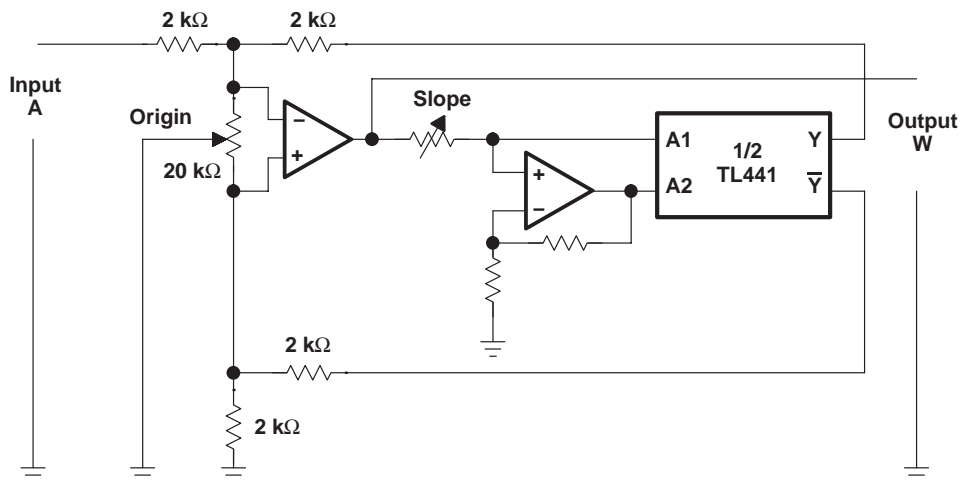 2 kΩ
2 kΩ
Input
A
Origin
−
+
20 kΩ
Slope
+
−
A1
A2
1/2
TL441
Y
Y̅
Output
W
2 kΩ
2 kΩ